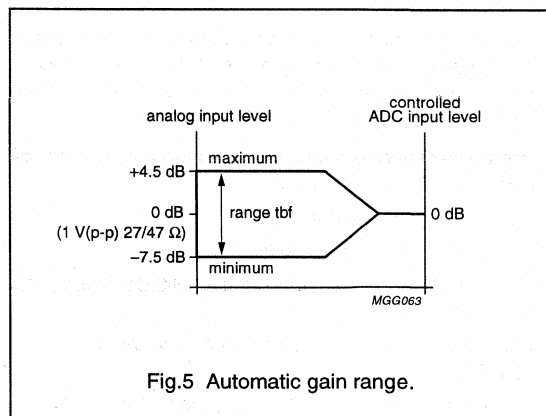 analog input level
controlled
ADC input level
maximum
+4.5 dB
0 dB
range tbf
0 dB
(1 V(p-p) 27/47 Ω)
−7.5 dB
minimum
MGG063
Fig.5 Automatic gain range.